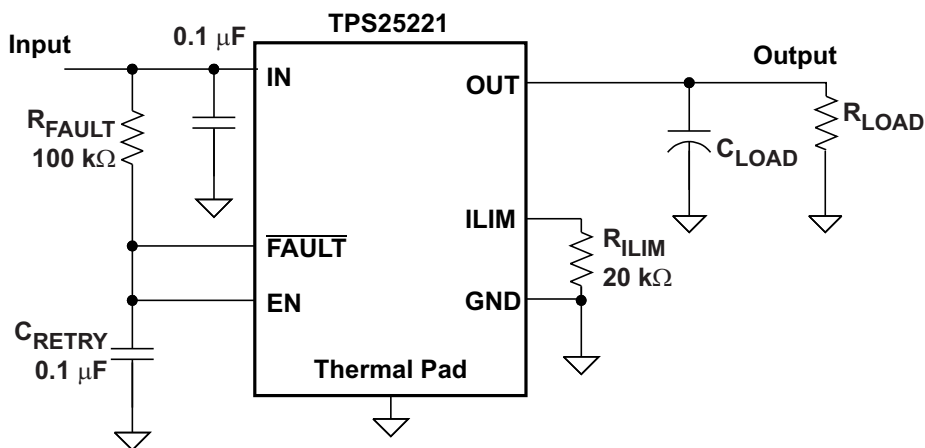 TPS25221
Input
0.1 μF
IN
OUT
Output
R_FAULT
100 kΩ
C_LOAD
R_LOAD
ILIM
FAULT
R_ILIM
20 kΩ
EN
GND
C_RETRY
0.1 μF
Thermal Pad